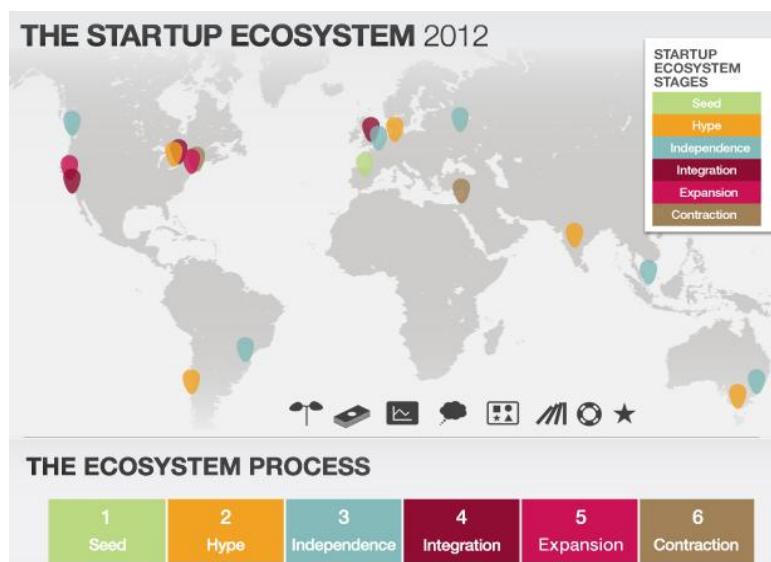 THE STARTUP ECOSYSTEM 2012
STARTUP
ECOSYSTEM
STAGES
Seed
Hype
Independence
Integration
Expansion
Contraction
THE ECOSYSTEM PROCESS
1
Seed
2
Hype
3
Independence
4
Integration
5
Expansion
6
Contraction